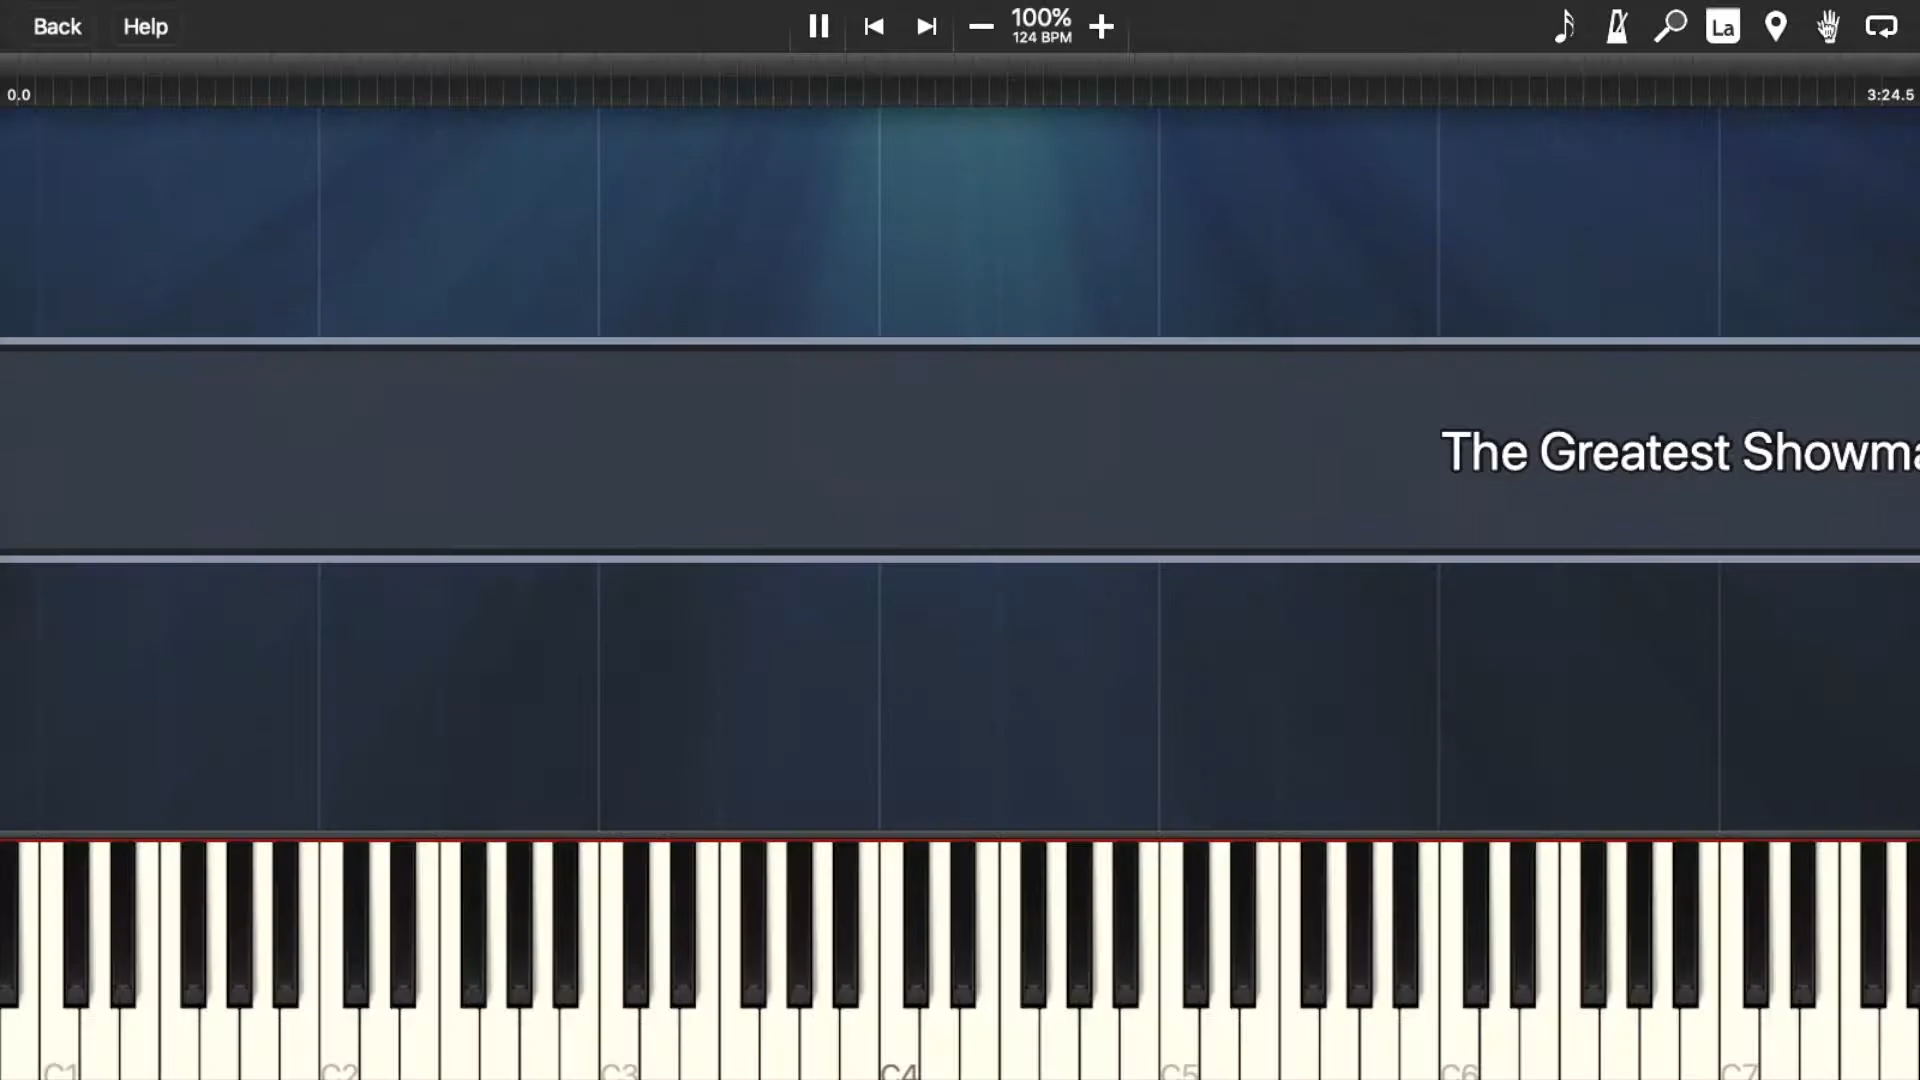 Back Help 100% La
124 BPM
0.0 3:24.5
The Greatest Showma
C1 C2 C3 C4 C5 C6 C7